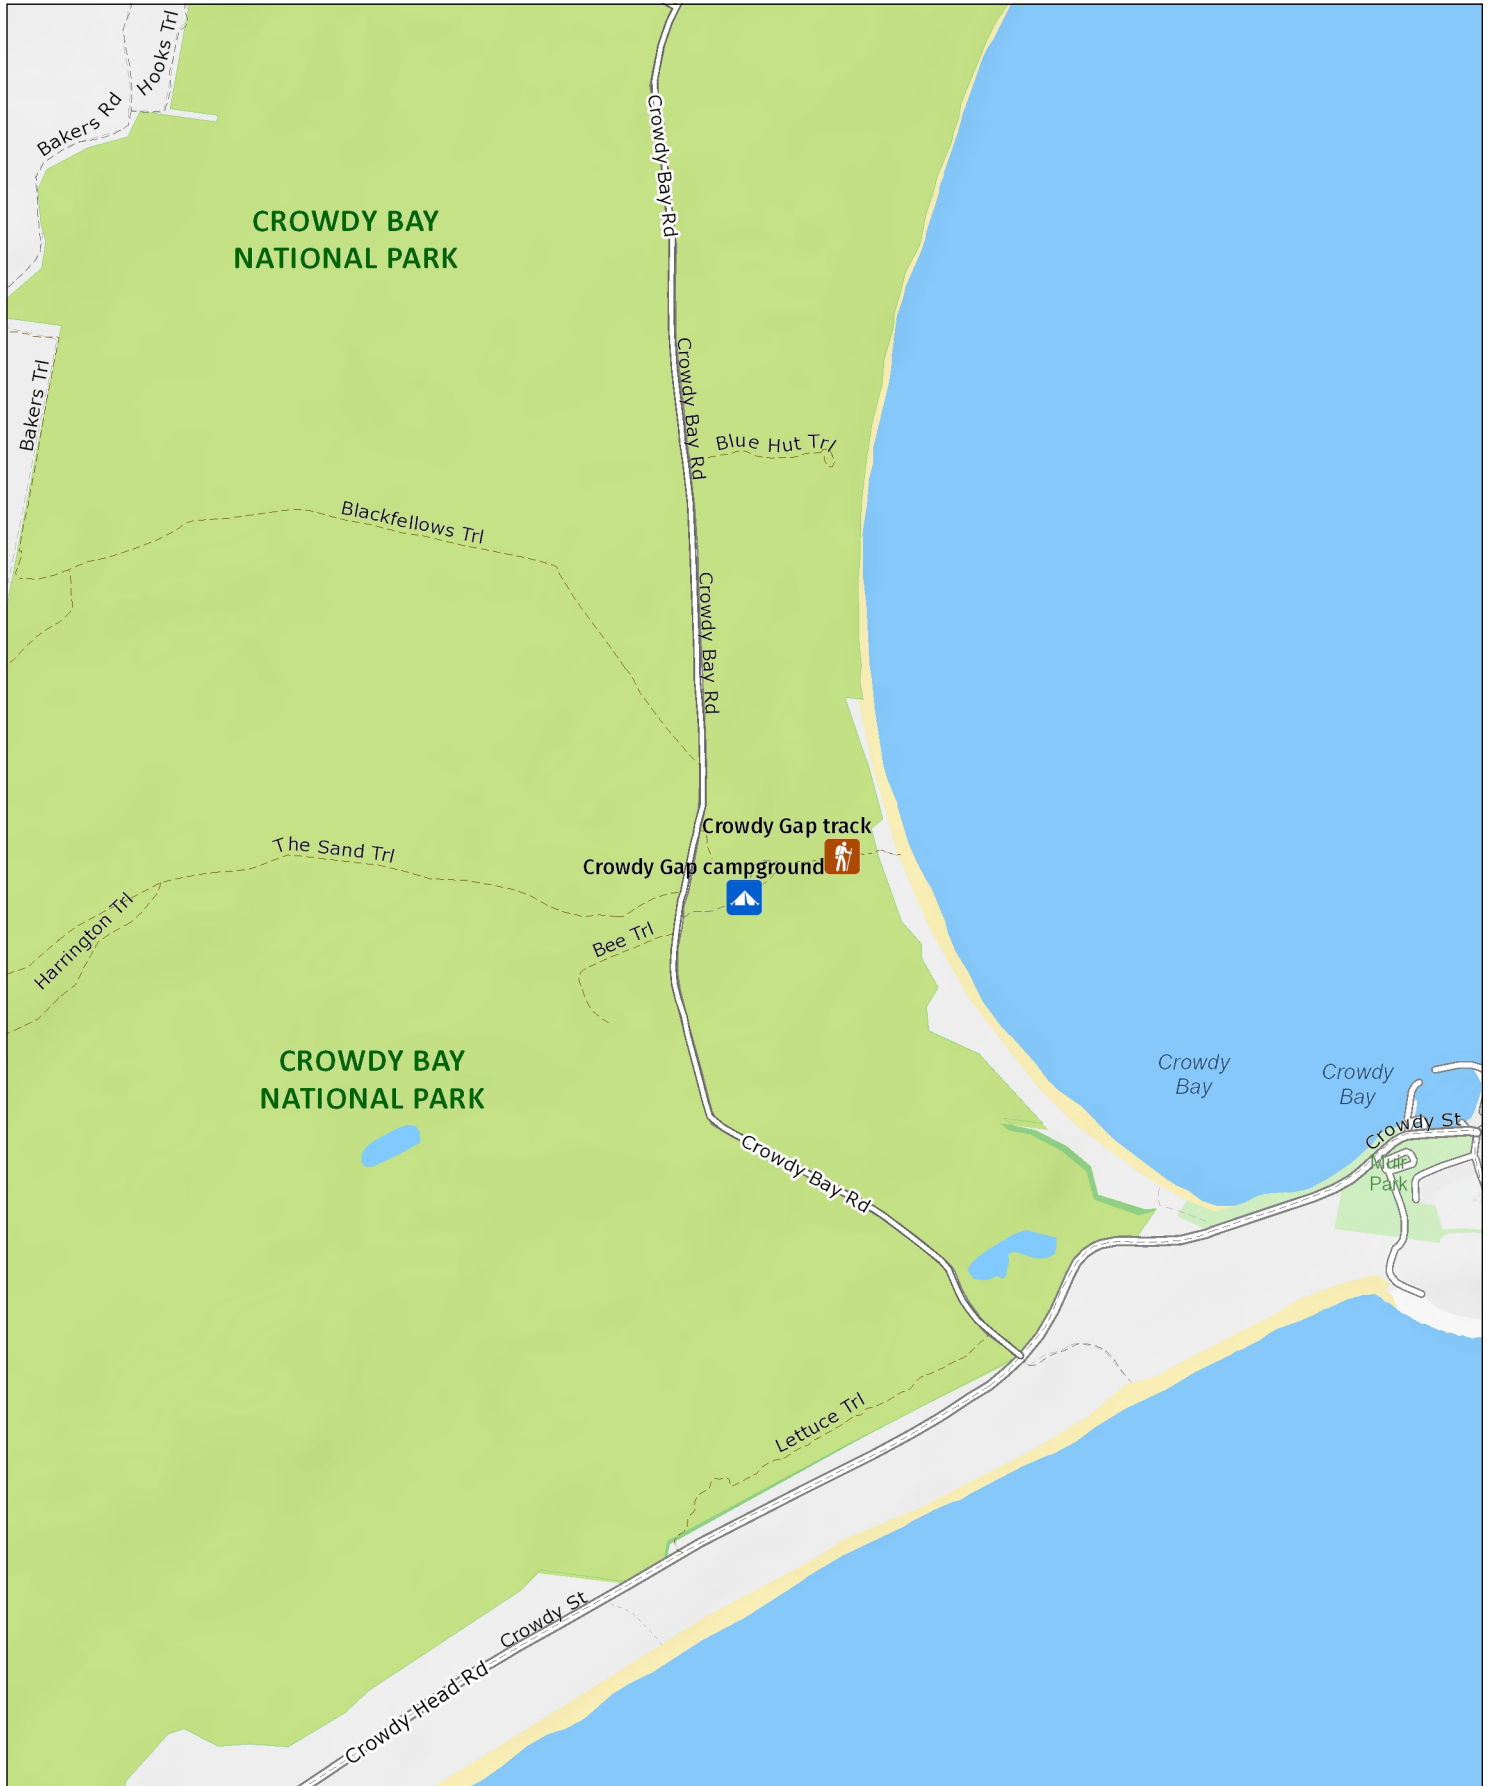 Hooks Trl
Bakers Rd
Crowdy Bay Rd
CROWDY BAY
NATIONAL PARK
Crowdy Bay Rd
Bakers Trl
Blue Hut Trl
Blackfellows Trl
Crowdy Bay Rd
Crowdy Gap track
The Sand Trl
Crowdy Gap campground
Harrington Trl
Bee Trl
CROWDY BAY
NATIONAL PARK
Crowdy
Bay
Crowdy
Bay
Crowdy St
Muir
Park
Crowdy Bay Rd
Lettuce Trl
Crowdy St
Crowdy Head Rd